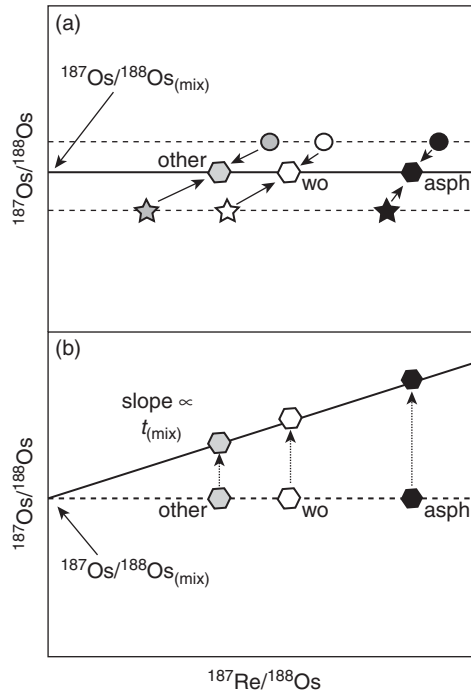 (a)
¹⁸⁷Os/¹⁸⁸Os(mix)
other
wo
asph
¹⁸⁷Os/¹⁸⁸Os
(b)
slope ∝
t(mix)
other
wo
asph
¹⁸⁷Os/¹⁸⁸Os(mix)
¹⁸⁷Os/¹⁸⁸Os
¹⁸⁷Re/¹⁸⁸Os